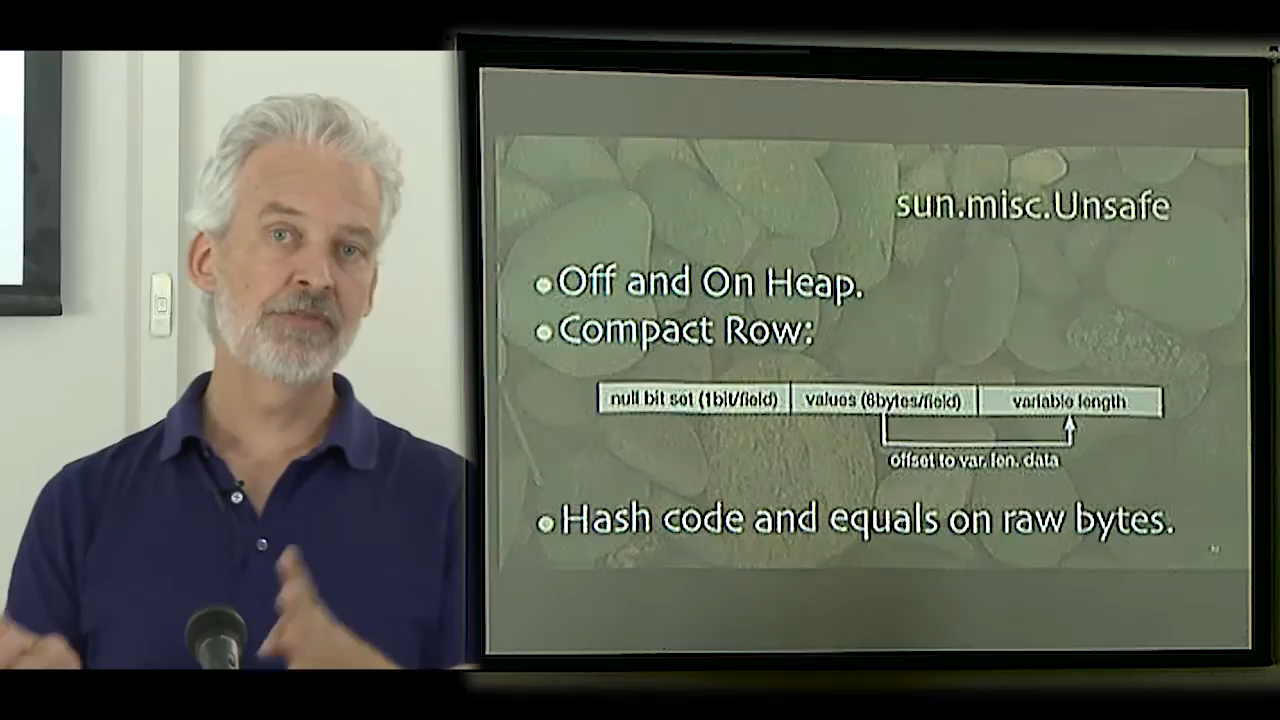 sun.misc.Unsafe
Off and On Heap.
Compact Row:
null bit set (1bit/field) values (8bytes/field) variable length
offset to var. len. data
Hash code and equals on raw bytes.